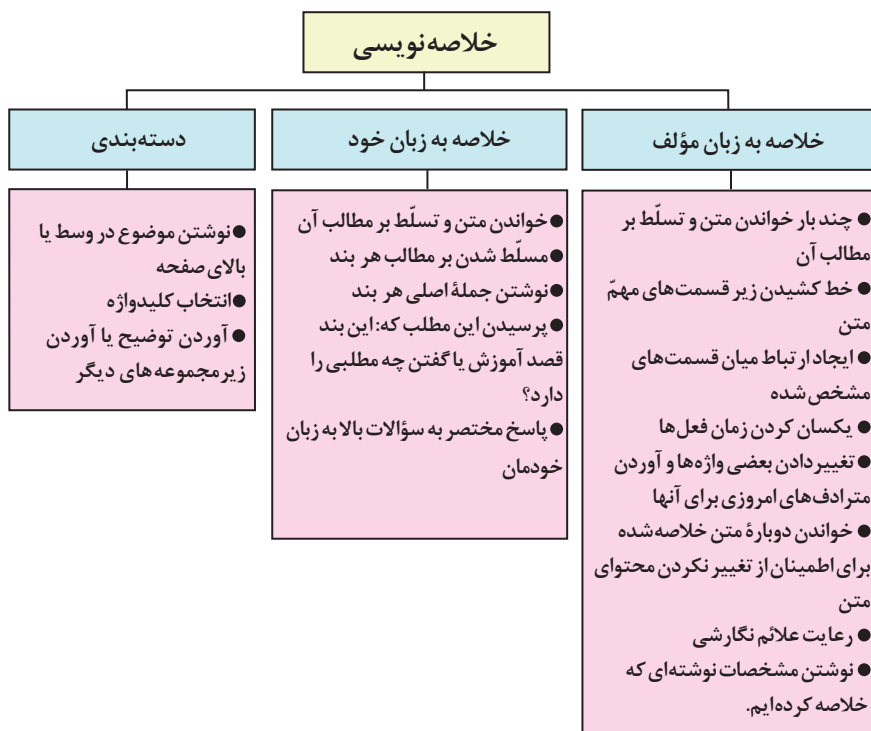 خلاصه‌نویسی
خلاصه به زبان مؤلف
● چند بار خواندن متن و تسلّط بر
مطالب آن
● خط کشیدن زیر قسمت‌های مهمّ
متن
● ایجاد ارتباط میان قسمت‌های
مشخص‌شده
● یکسان کردن زمان فعل‌ها
● تغییر دادن بعضی واژه‌ها و آوردن
مترادف‌های امروزی برای آنها
● خواندن دوبارهٔ متن خلاصه‌شده
برای اطمینان از تغییر نکردن محتوای
متن
● رعایت علائم نگارشی
● نوشتن مشخصات نوشته‌ای که
خلاصه کرده‌ایم.
خلاصه به زبان خود
● خواندن متن و تسلّط بر مطالب آن
● مسلّط شدن بر مطالب هر بند
● نوشتن جملهٔ اصلی هر بند
● پرسیدن این مطلب که: این بند
قصد آموزش یا گفتن چه مطلبی را
دارد؟
● پاسخ مختصر به سؤالات بالا به زبان
خودمان
دسته‌بندی
● نوشتن موضوع در وسط یا
بالای صفحه
● انتخاب کلیدواژه
● آوردن توضیح یا آوردن
زیرمجموعه‌های دیگر